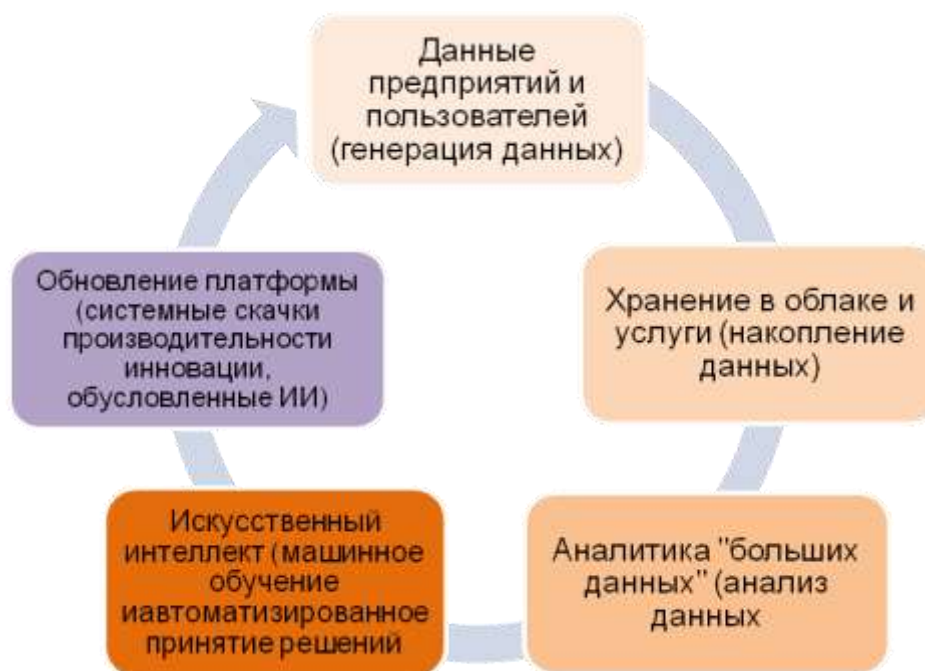 Данные
предприятий и
пользователей
(генерация данных)
Хранение в облаке и
услуги (накопление
данных)
Аналитика "больших
данных" (анализ
данных
Искусственный
интеллект (машинное
обучение
иавтоматизированное
принятие решений
Обновление платформы
(системные скачки
производительности
инновации,
обусловленные ИИ)